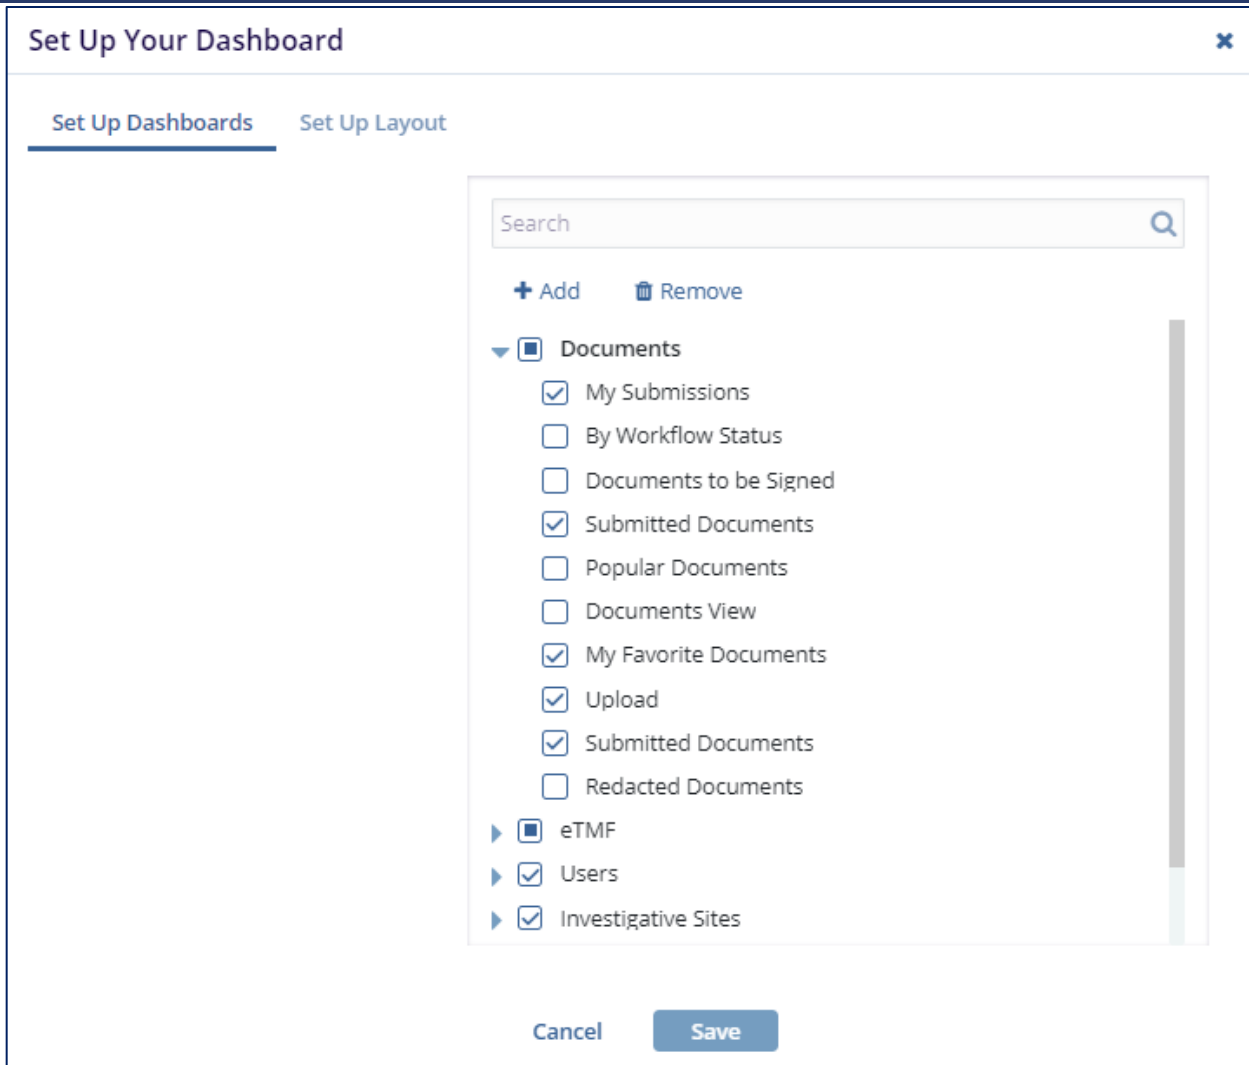 Set Up Your Dashboard
Set Up Dashboards Set Up Layout
Search
Add Remove
Documents
My Submissions
By Workflow Status
Documents to be Signed
Submitted Documents
Popular Documents
Documents View
My Favorite Documents
Upload
Submitted Documents
Redacted Documents
eTMF
Users
Investigative Sites
Cancel Save